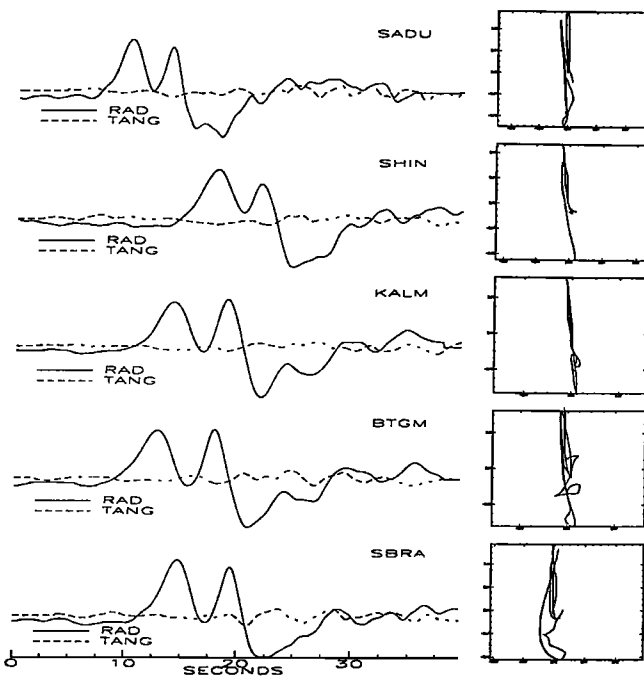 SADU
RAD
TANG
SHIN
RAD
TANG
KALM
RAD
TANG
BTGM
RAD
TANG
SBRA
RAD
TANG
0 10 20 30
SECONDS